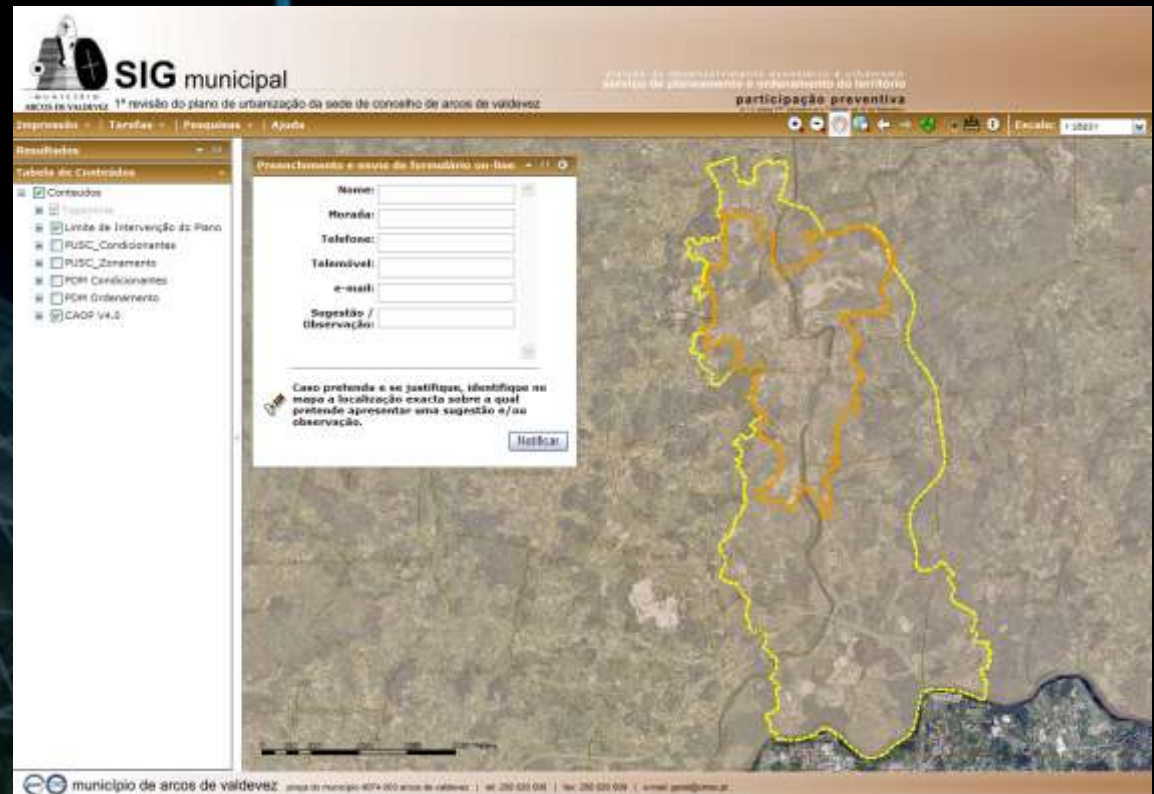 MUNICÍPIO
ARCOS DE VALDEVEZ
SIG municipal
1ª revisão do plano de urbanização da sede de concelho de arcos de valdevez
serviço de planeamento e ordenamento do território
participação preventiva
Impressão | Tarefas | Pesquisas | Ajuda
Escala:
Resultados
Tabela de Conteúdos
Conteudos
Toponímia
Limite de Intervenção do Plano
PUSC_Condicionantes
PUSC_Zonamento
PDM Condicionantes
PDM Ordenamento
CAOP V4.0
Preenchimento e envio do formulário on-line
Nome:
Morada:
Telefone:
Telemóvel:
e-mail:
Sugestão /
Observação:
Caso pretenda e se justifique, identifique no
mapa a localização exacta sobre a qual
pretende apresentar uma sugestão e/ou
observação.
Notificar
município de arcos de valdevez